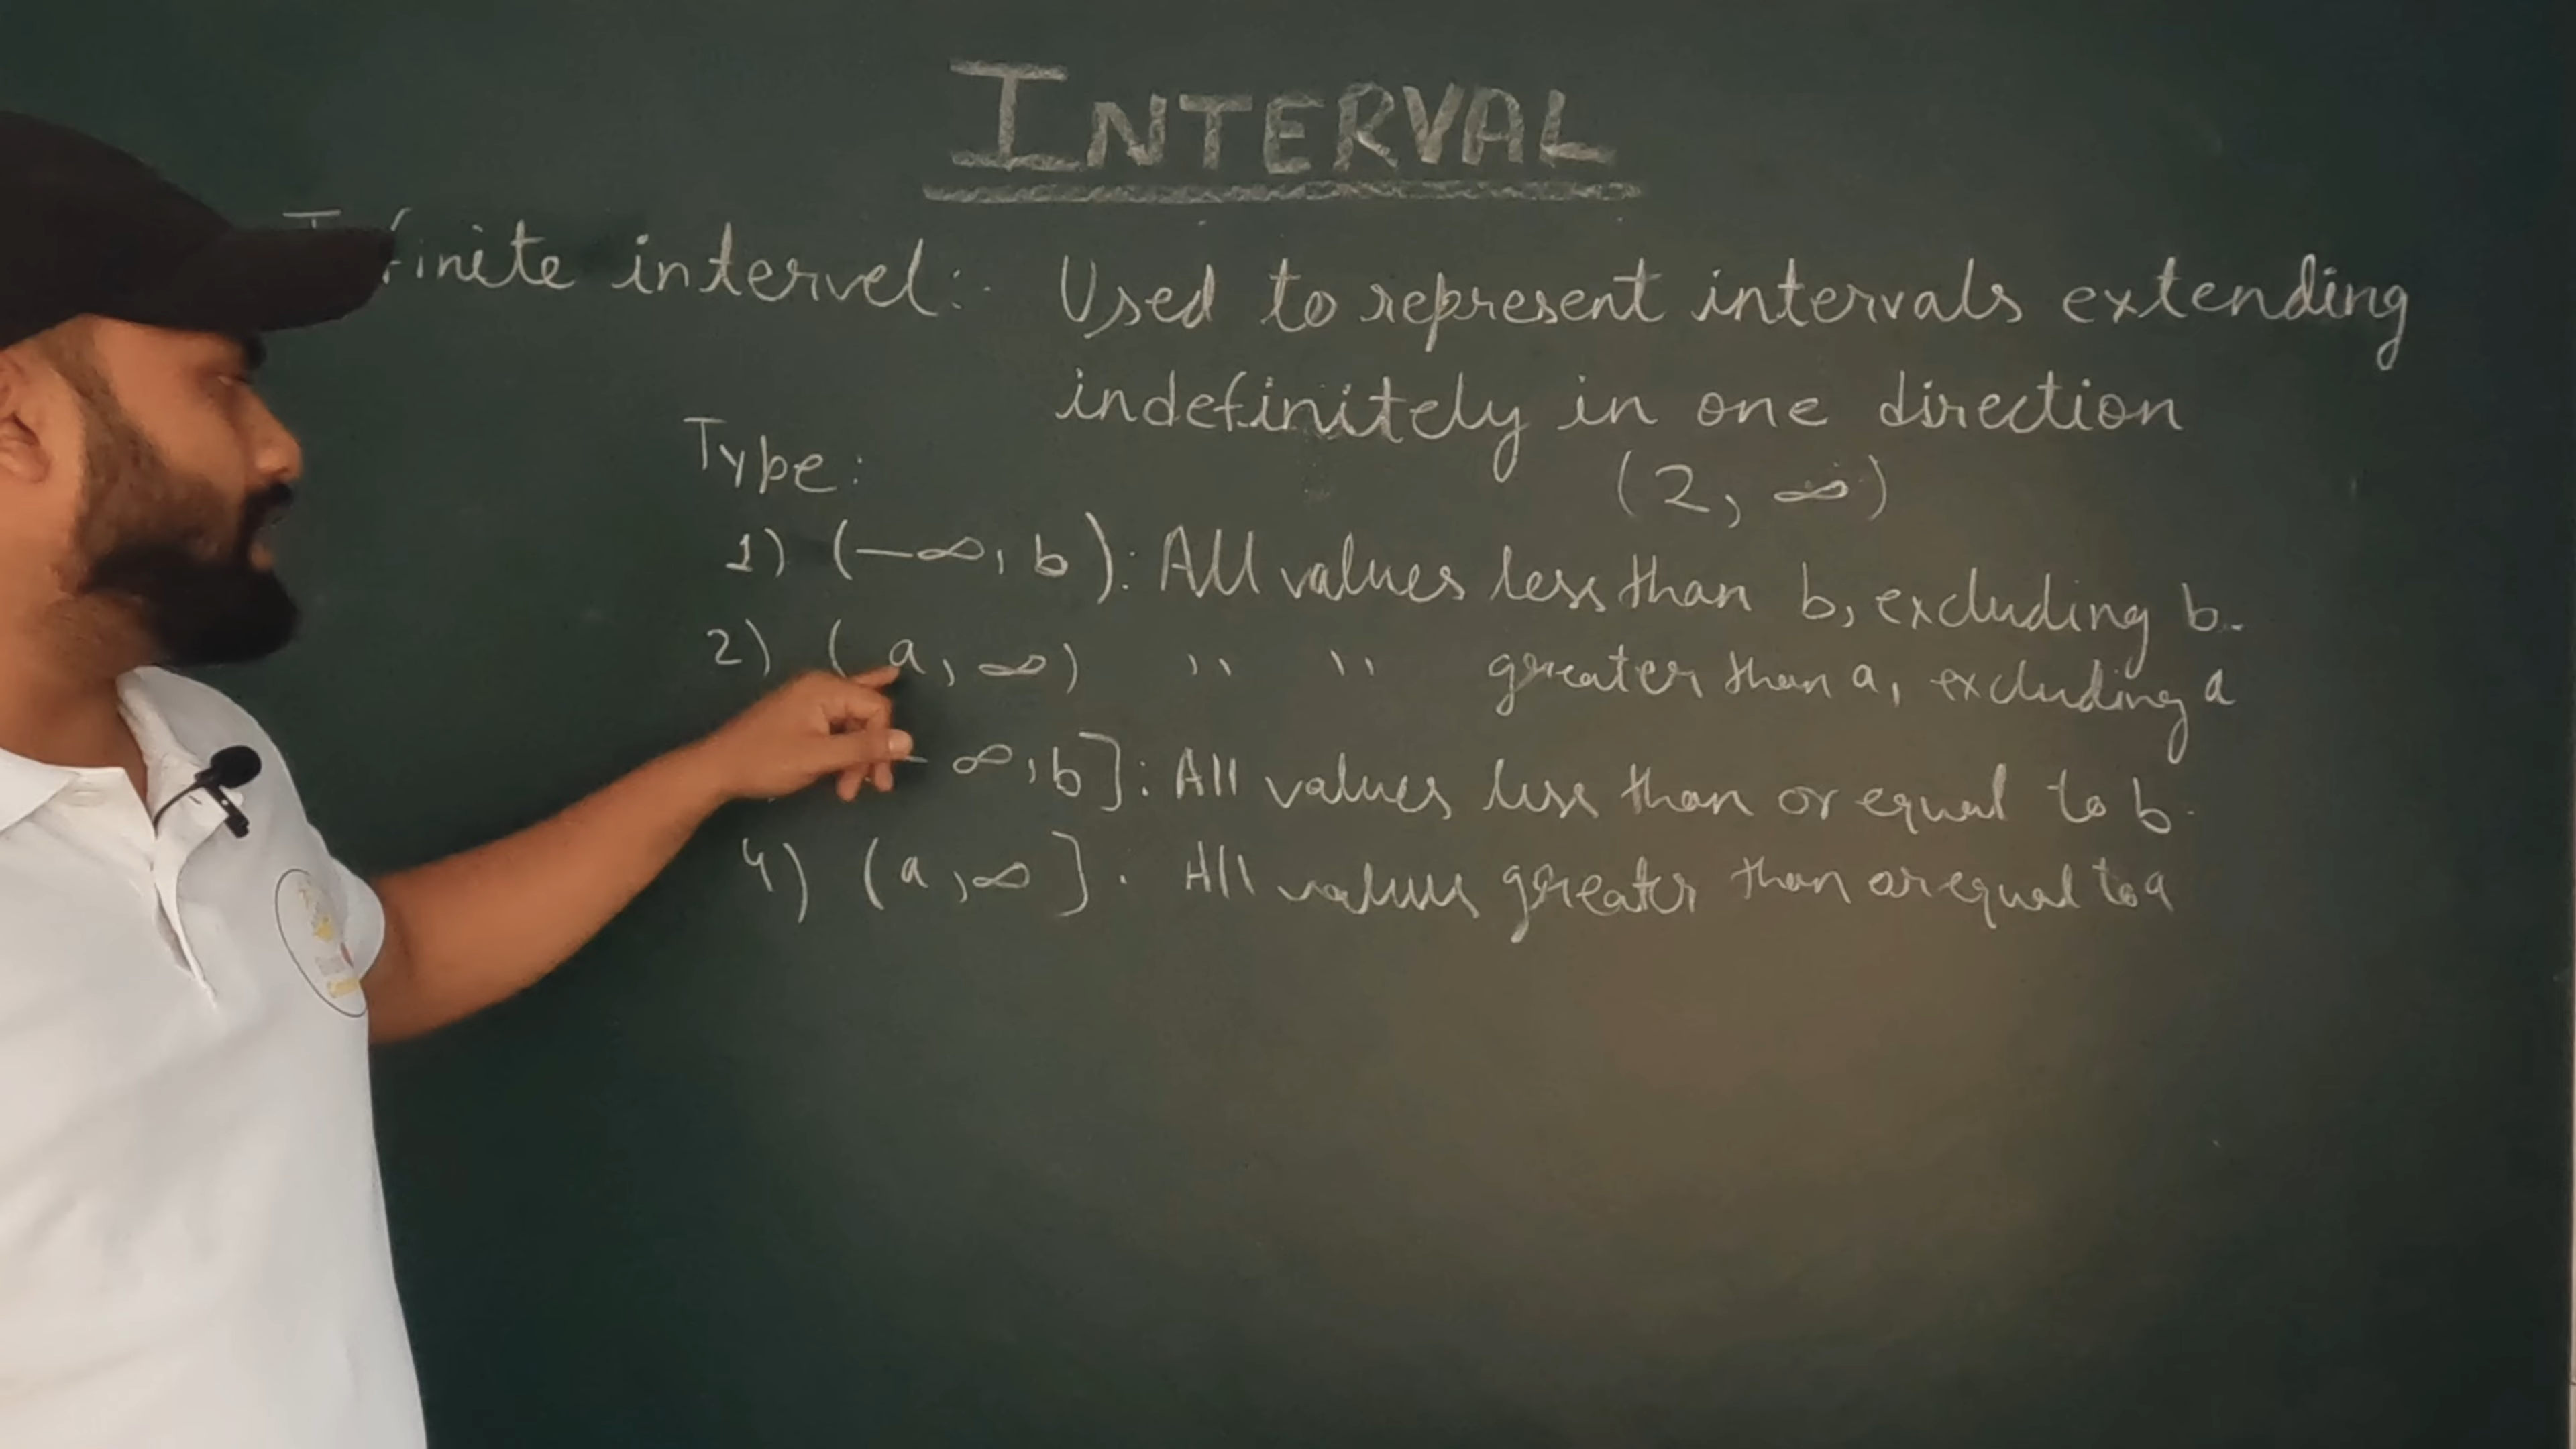 INTERVAL
Infinite intervel: Used to represent intervals extending
indefinitely in one direction
Type:
(2, ∞)
1) (-∞, b): All values less than b, excluding b.
2) (a, ∞) '' '' greater than a, excluding a
- ∞, b]: All values less than or equal to b.
4) (a, ∞]. All values greater than or equal to a